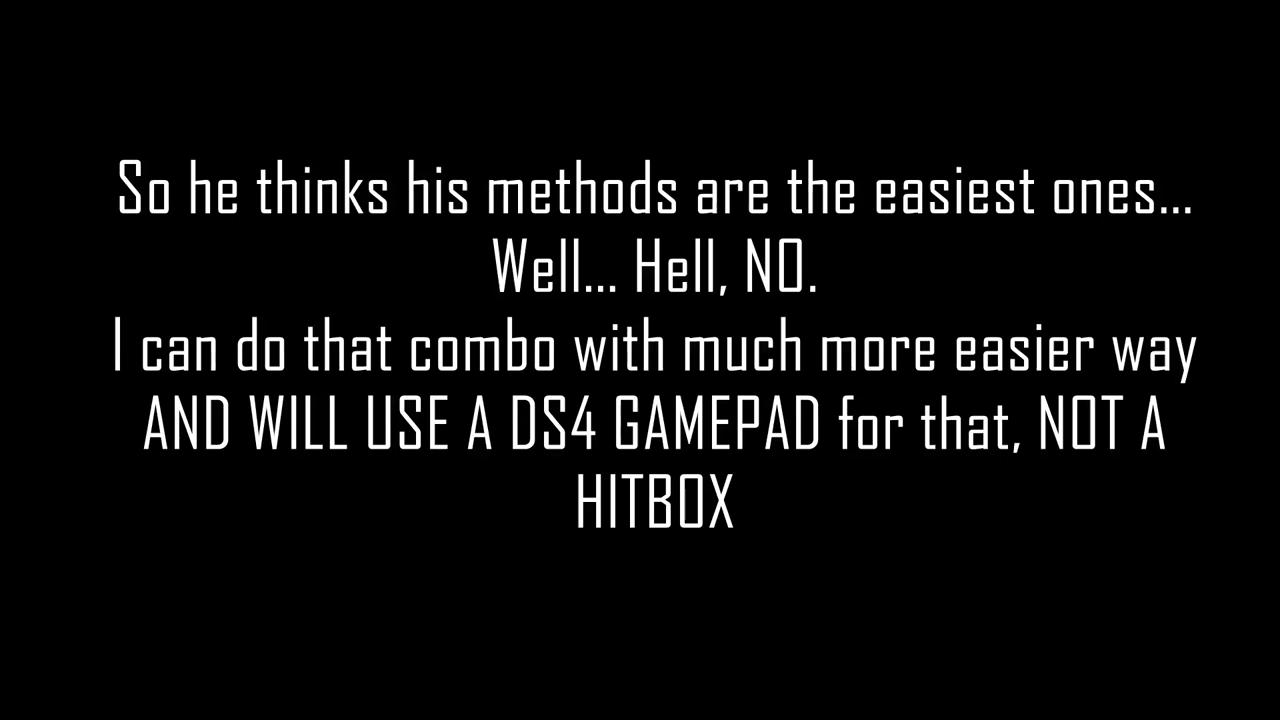 So he thinks his methods are the easiest ones...
Well... Hell, NO.
I can do that combo with much more easier way
AND WILL USE A DS4 GAMEPAD for that, NOT A
HITBOX